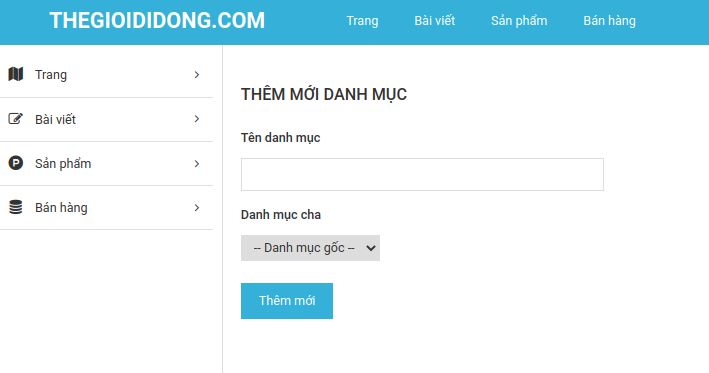 THEGIOIDIDONG.COM
Trang
Bài viết
Sản phẩm
Bán hàng
Trang
Bài viết
Sản phẩm
Bán hàng
THÊM MỚI DANH MỤC
Tên danh mục
Danh mục cha
-- Danh mục gốc --
Thêm mới